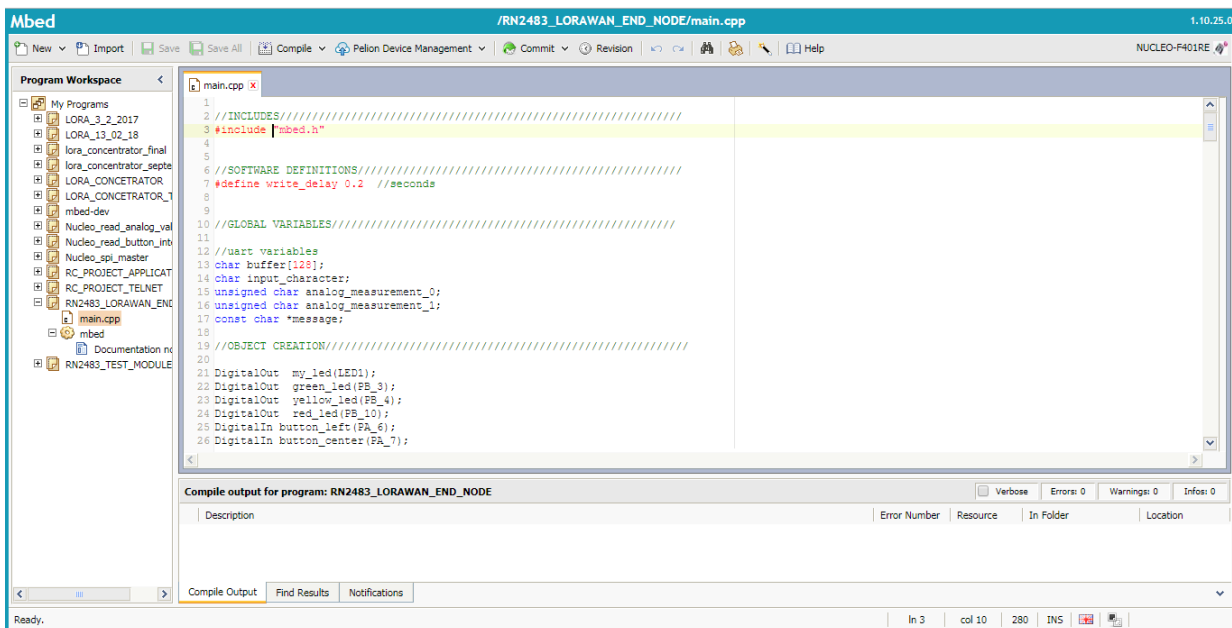 Mbed /RN2483_LORAWAN_END_NODE/main.cpp 1.10.25.0
New Import Save Save All Compile Pelion Device Management Commit Revision Help NUCLEO-F401RE
Program Workspace <
My Programs
LORA_3_2_2017
LORA_13_02_18
lora_concentrator_final
lora_concentrator_septe
LORA_CONCETRATOR
LORA_CONCETRATOR_T
mbed-dev
Nucleo_read_analog_val
Nucleo_read_button_int
Nucleo_spi_master
RC_PROJECT_APPLICAT
RC_PROJECT_TELNET
RN2483_LORAWAN_END
main.cpp
mbed
Documentation no
RN2483_TEST_MODULE
main.cpp x
1
2 //INCLUDES//////////////////////////////////////////////////////////////
3 #include "mbed.h"
4
5
6 //SOFTWARE DEFINITIONS//////////////////////////////////////////////////
7 #define write_delay 0.2 //seconds
8
9
10 //GLOBAL VARIABLES/////////////////////////////////////////////////////
11
12 //uart variables
13 char buffer[128];
14 char input_character;
15 unsigned char analog_measurement_0;
16 unsigned char analog_measurement_1;
17 const char *message;
18
19 //OBJECT CREATION////////////////////////////////////////////////////////
20
21 DigitalOut  my_led(LED1);
22 DigitalOut  green_led(PB_3);
23 DigitalOut  yellow_led(PB_4);
24 DigitalOut  red_led(PB_10);
25 DigitalIn button_left(PA_6);
26 DigitalIn button_center(PA_7);
Compile output for program: RN2483_LORAWAN_END_NODE Verbose Errors: 0 Warnings: 0 Infos: 0
Description Error Number Resource In Folder Location
Compile Output Find Results Notifications
Ready. ln 3 col 10 280 INS